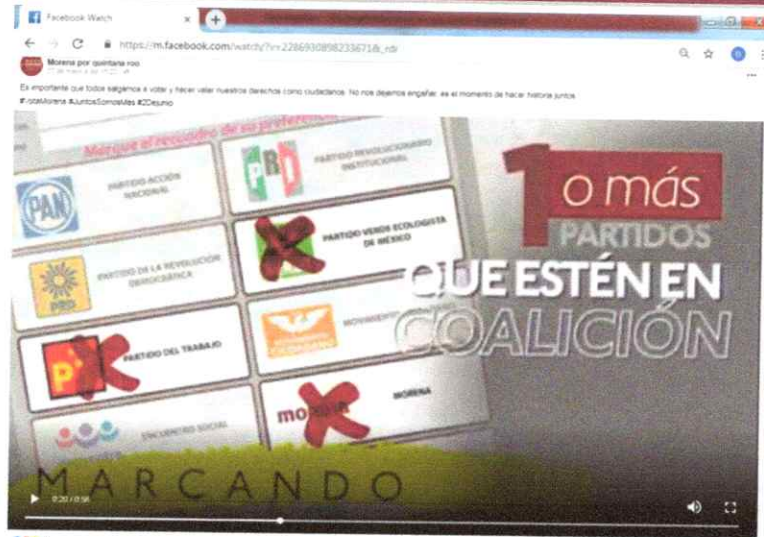 Facebook Watch
https://m.facebook.com/watch/?v=2286930898233671&_rdr
Morena por quintana roo
Es importante que todos salgamos a votar y hacer valer nuestros derechos como ciudadanos. No nos dejemos engañar, es el momento de hacer historia juntos.
#VotaMorena #JuntosSomosMás #2DeJunio
Marque el recuadro de su preferencia
PAN
PARTIDO ACCIÓN
NACIONAL
PRI
PARTIDO REVOLUCIONARIO
INSTITUCIONAL
PRD
PARTIDO DE LA REVOLUCIÓN
DEMOCRÁTICA
PARTIDO VERDE ECOLOGISTA
DE MÉXICO
PARTIDO DEL TRABAJO
MOVIMIENTO
CIUDADANO
ENCUENTRO SOCIAL
morena
MORENA
1 o más
PARTIDOS
QUE ESTÉN EN
COALICIÓN
MARCANDO
0:20 / 0:56